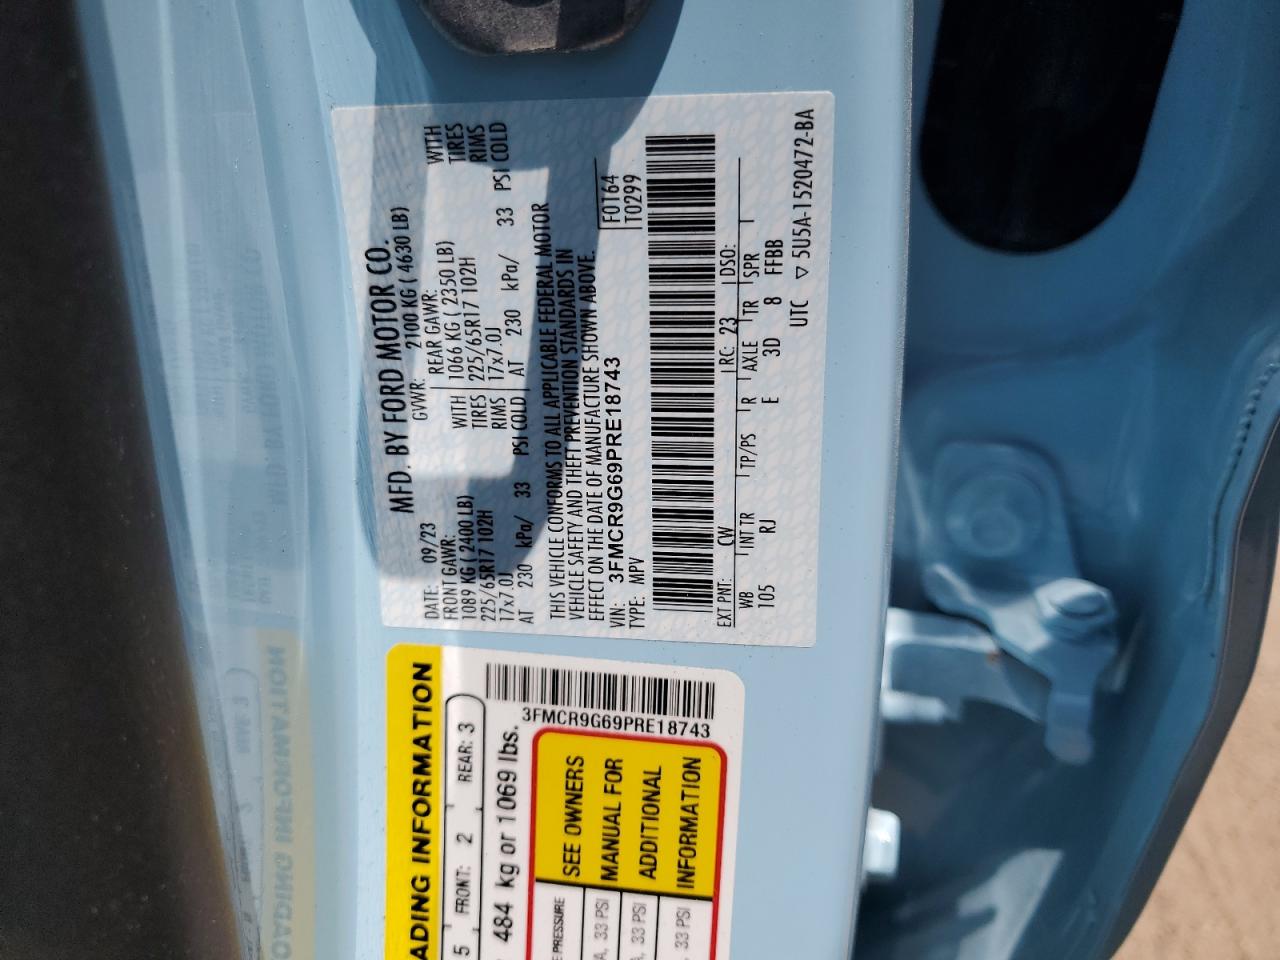 MFD. BY FORD MOTOR CO.
DATE: 09/23 GVWR: 2100 KG ( 4630 LB)
FRONT GAWR: REAR GAWR:
1089 KG ( 2400 LB) WITH 1066 KG ( 2350 LB) WITH
225/65R17 102H TIRES 225/65R17 102H TIRES
17x7.0J RIMS 17x7.0J RIMS
AT 230 kPa/ 33 PSI COLD AT 230 kPa/ 33 PSI COLD
THIS VEHICLE CONFORMS TO ALL APPLICABLE FEDERAL MOTOR
VEHICLE SAFETY AND THEFT PREVENTION STANDARDS IN
EFFECT ON THE DATE OF MANUFACTURE SHOWN ABOVE.
VIN: 3FMCR9G69PRE18743 F0164
TYPE: MPV T0299
EXT PNT: CW RC: 23 DSO:
WB INT TR TP/PS R AXLE TR SPR
105 RJ E 3D 8 FFBB
UTC ▽ 5U5A-1520472-BA
ADING INFORMATION
5 FRONT: 2 REAR: 3
484 kg or 1069 lbs.
3FMCR9G69PRE18743
SEE OWNERS
MANUAL FOR
ADDITIONAL
INFORMATION
PRESSURE
33 PSI
33 PSI
33 PSI